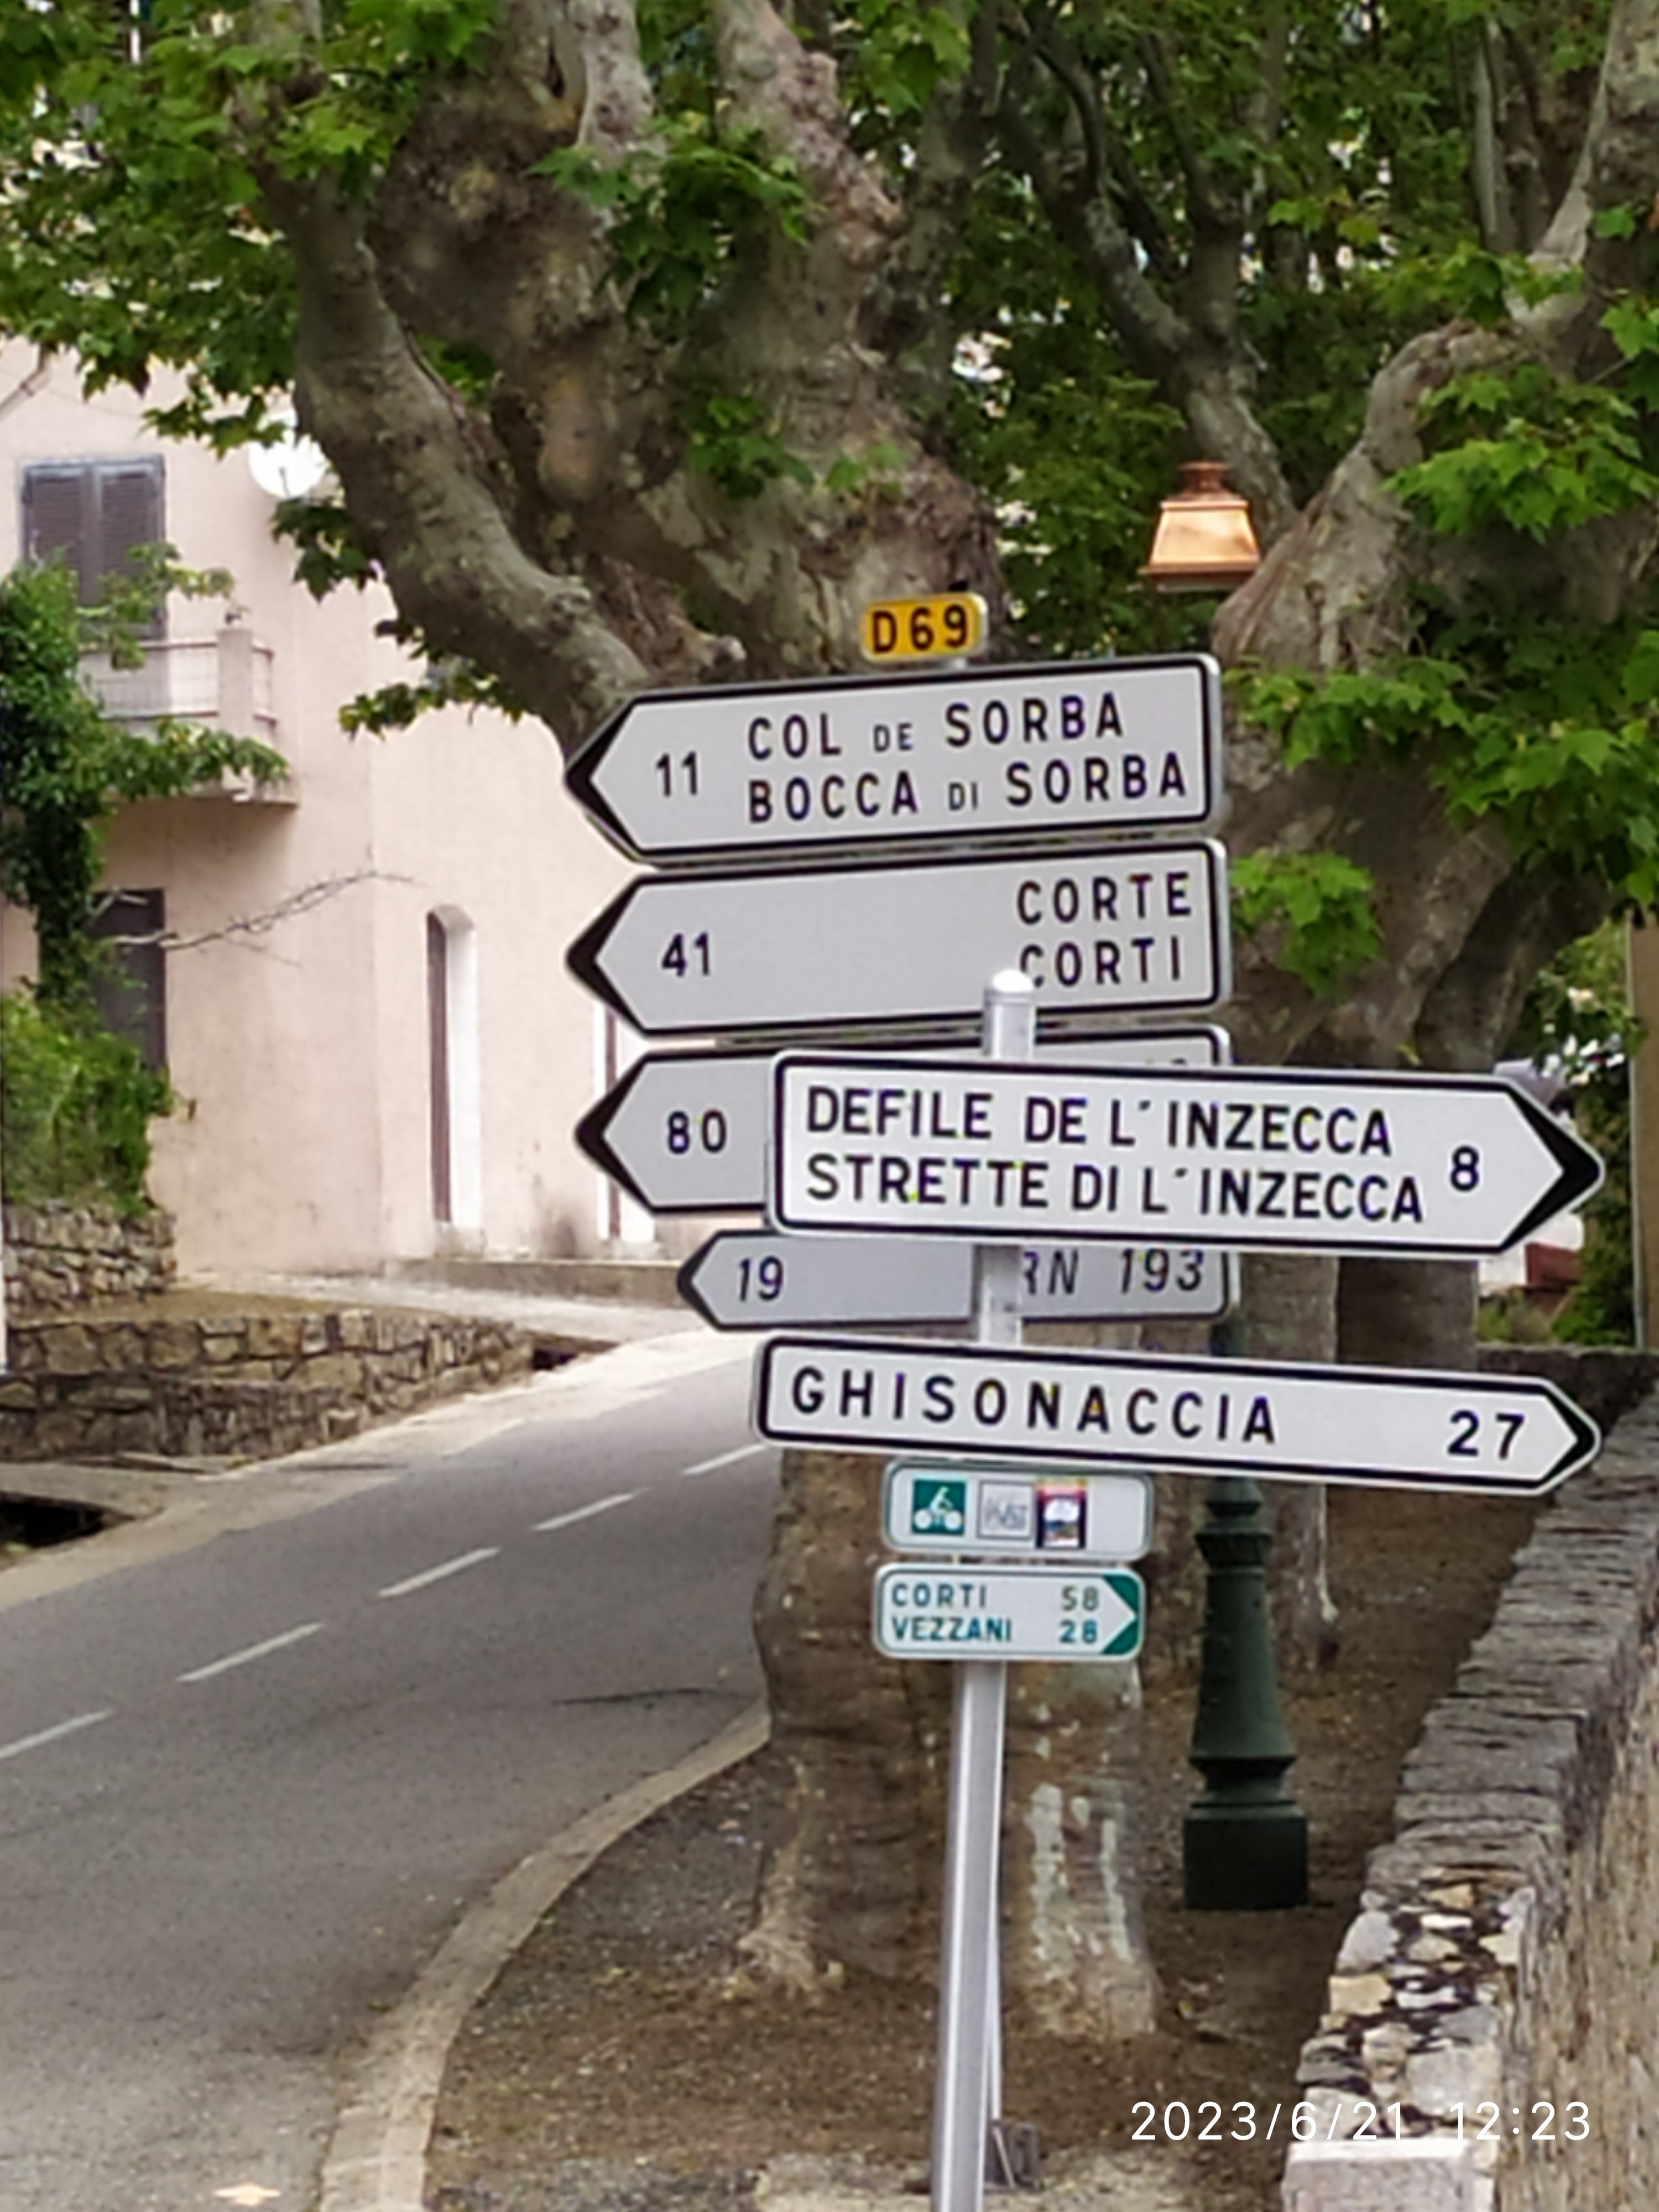 D69
11 COL DE SORBA
BOCCA DI SORBA
41 CORTE
CORTI
80
DEFILE DE L'INZECCA 8
STRETTE DI L'INZECCA
19 RN 193
GHISONACCIA 27
CORTI 58
VEZZANI 28
2023/6/21 12:23